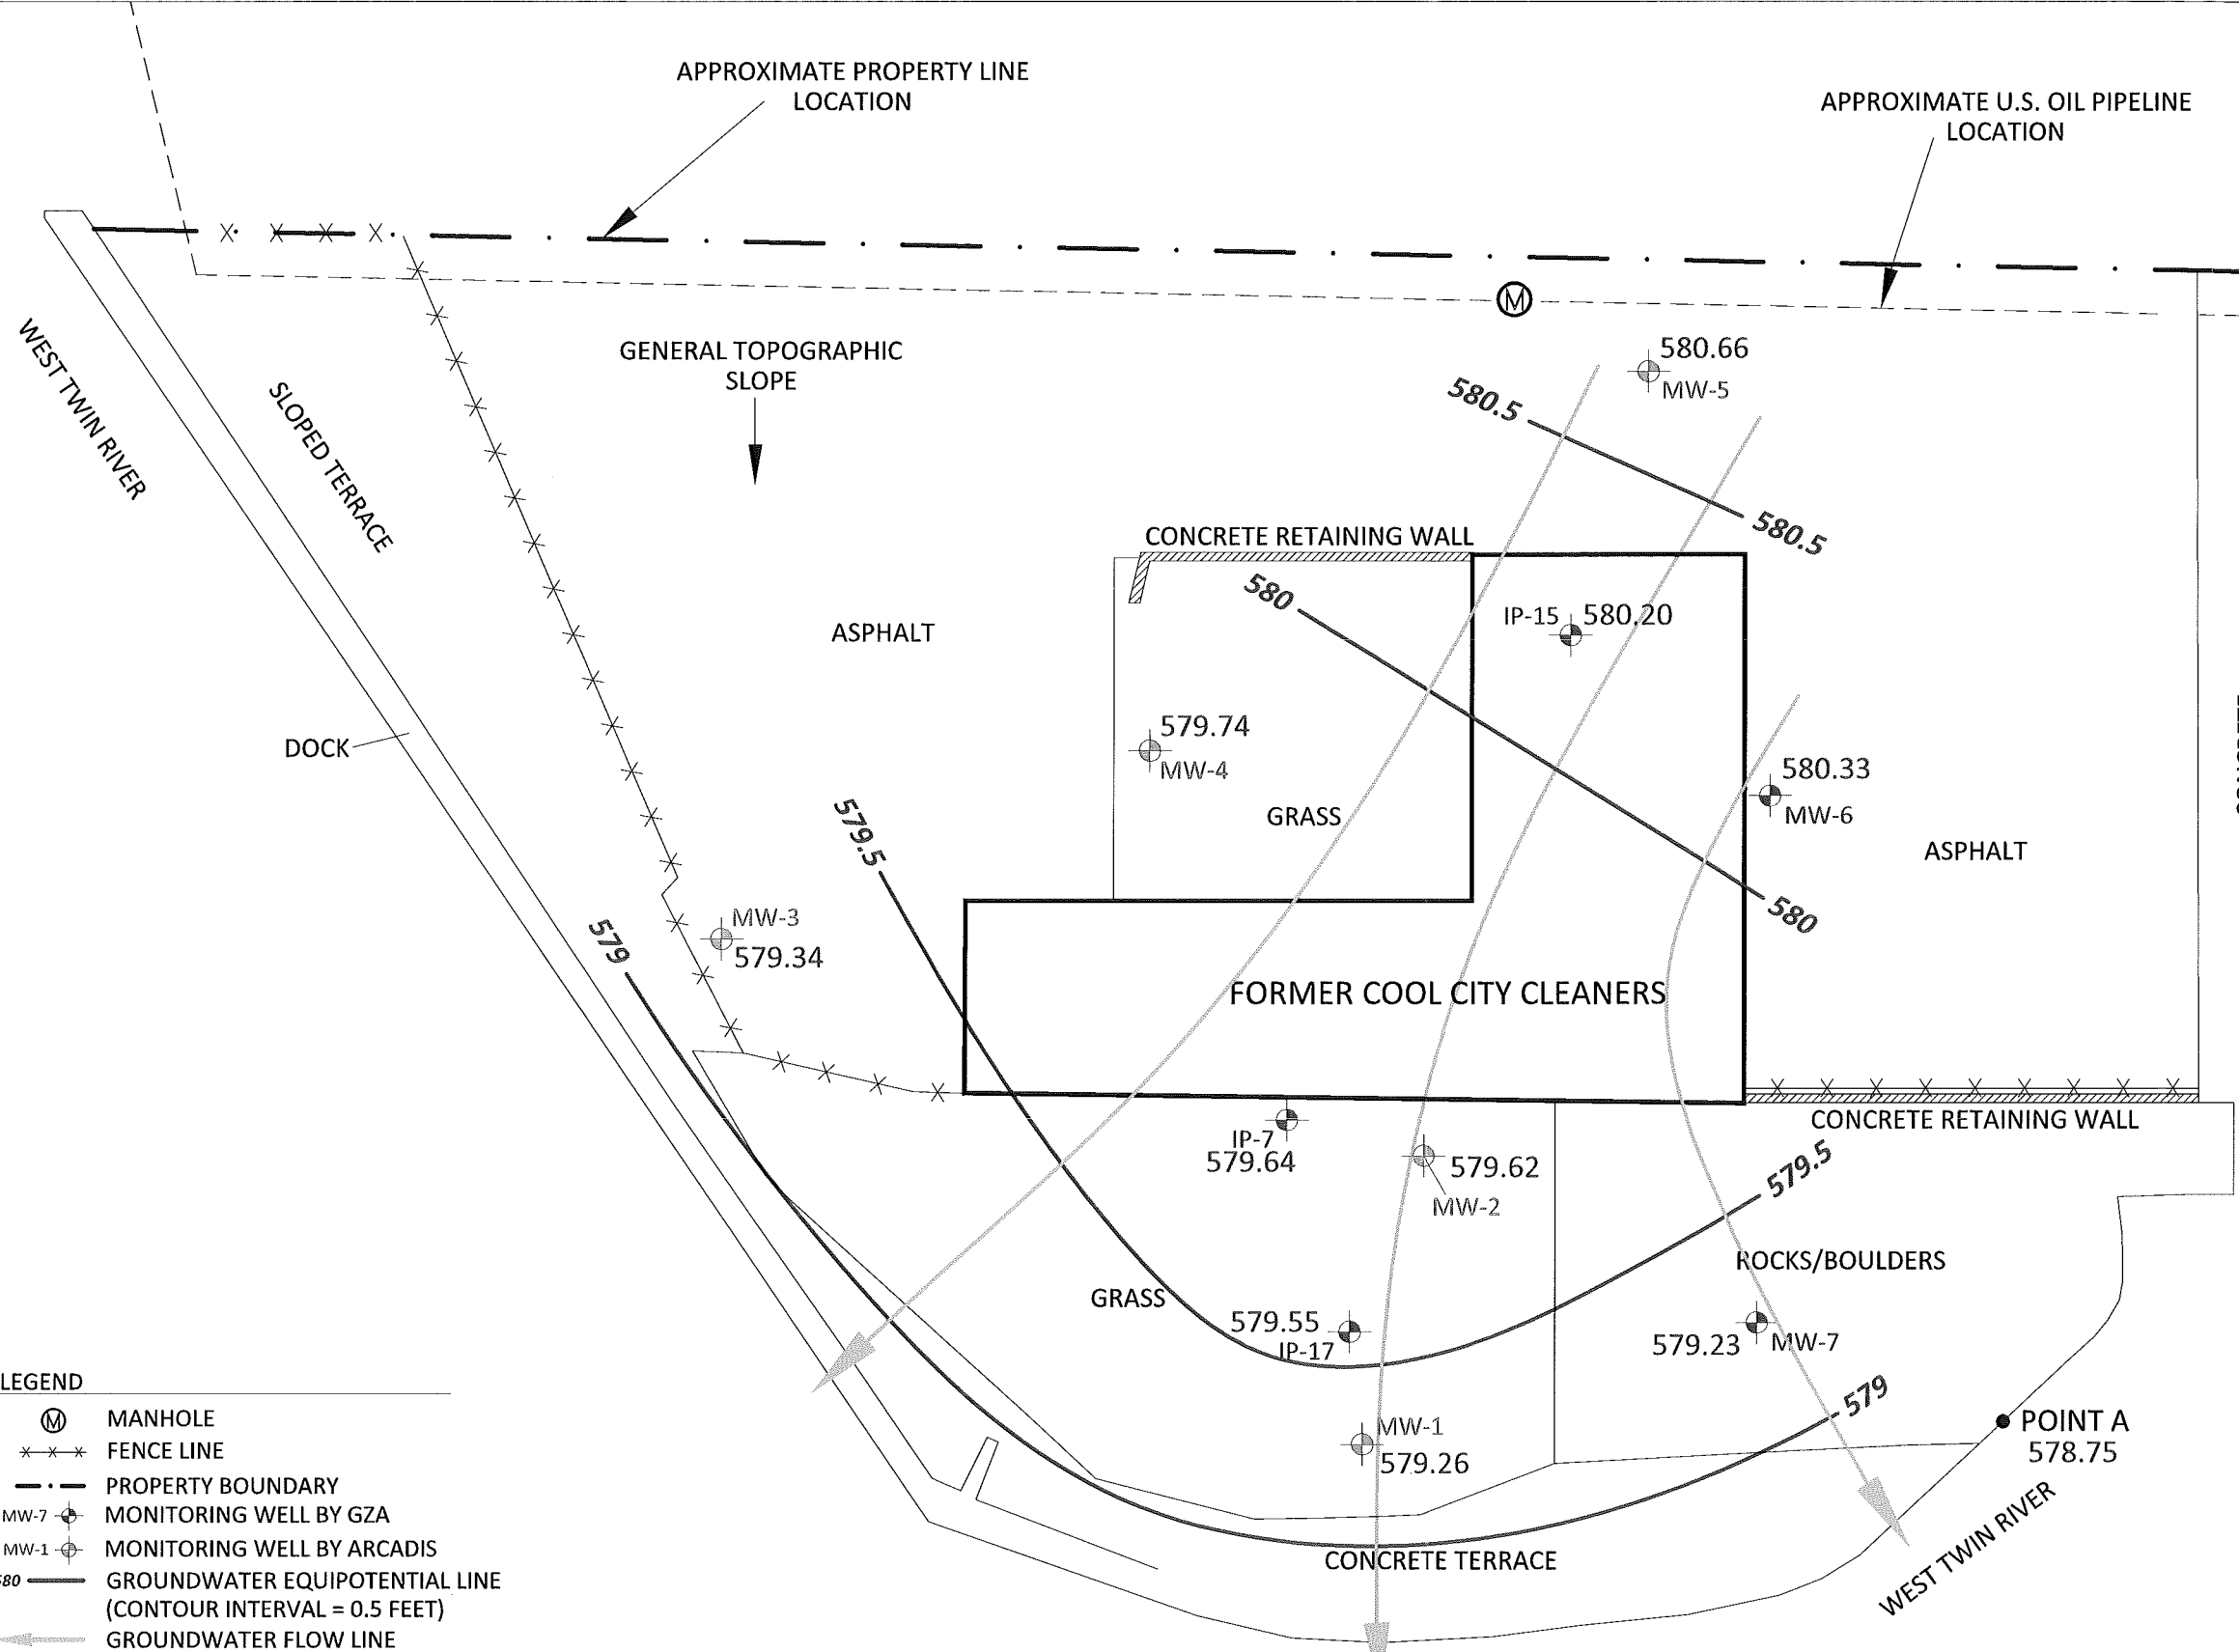 APPROXIMATE PROPERTY LINE
LOCATION
APPROXIMATE U.S. OIL PIPELINE
LOCATION
WEST TWIN RIVER
SLOPED TERRACE
GENERAL TOPOGRAPHIC
SLOPE
M
580.66
MW-5
580.5
580.5
CONCRETE RETAINING WALL
580
IP-15 580.20
ASPHALT
579.74
MW-4
DOCK
580.33
MW-6
GRASS
579.5
ASPHALT
580
MW-3
579.34
579
FORMER COOL CITY CLEANERS
CONCRETE RETAINING WALL
IP-7
579.64
579.62
MW-2
579.5
ROCKS/BOULDERS
GRASS
579.55
IP-17
579.23 MW-7
579
MW-1
579.26
POINT A
578.75
CONCRETE TERRACE
WEST TWIN RIVER
LEGEND
M MANHOLE
FENCE LINE
PROPERTY BOUNDARY
MW-7 MONITORING WELL BY GZA
MW-1 MONITORING WELL BY ARCADIS
GROUNDWATER EQUIPOTENTIAL LINE
(CONTOUR INTERVAL = 0.5 FEET)
GROUNDWATER FLOW LINE